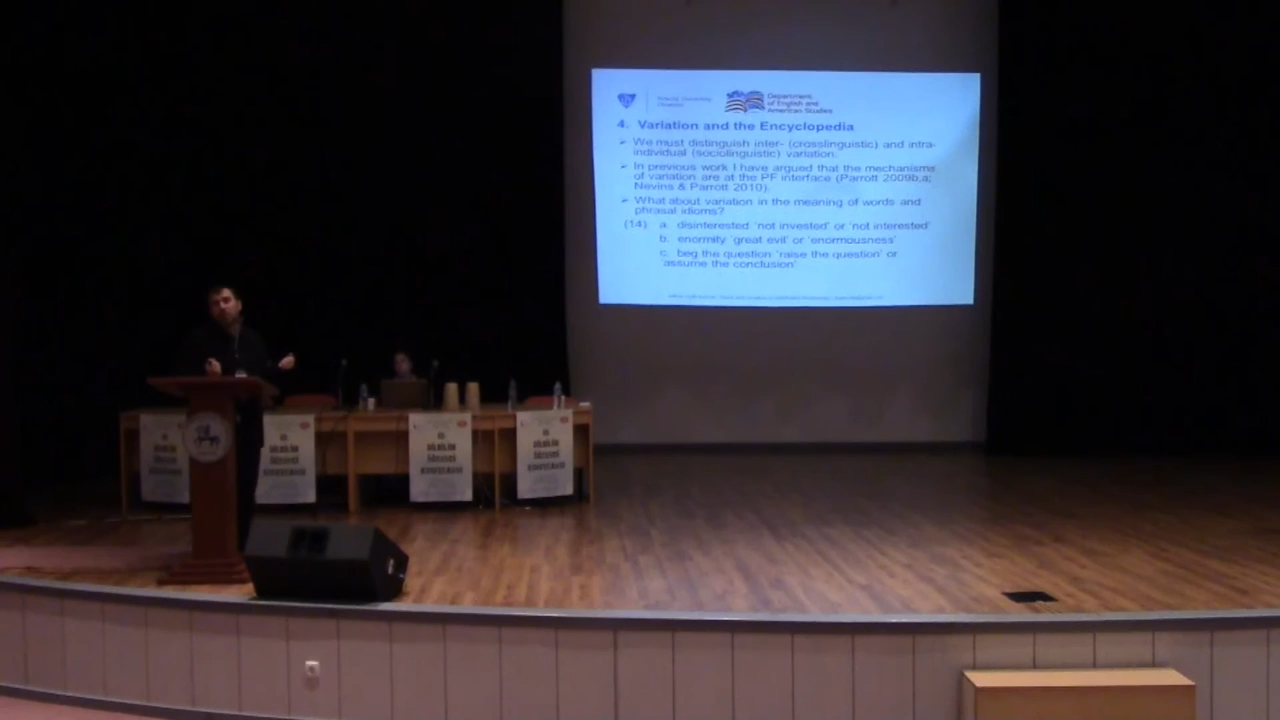 Department
of English and
American Studies
4. Variation and the Encyclopedia
➢ We must distinguish inter- (crosslinguistic) and intra-
individual (sociolinguistic) variation.
➢ In previous work I have argued that the mechanisms
of variation are at the PF interface (Parrott 2009b,a;
Nevins & Parrott 2010).
➢ What about variation in the meaning of words and
phrasal idioms?
(14) a. disinterested 'not invested' or 'not interested'
b. enormity 'great evil' or 'enormousness'
c. beg the question 'raise the question' or
'assume the conclusion'